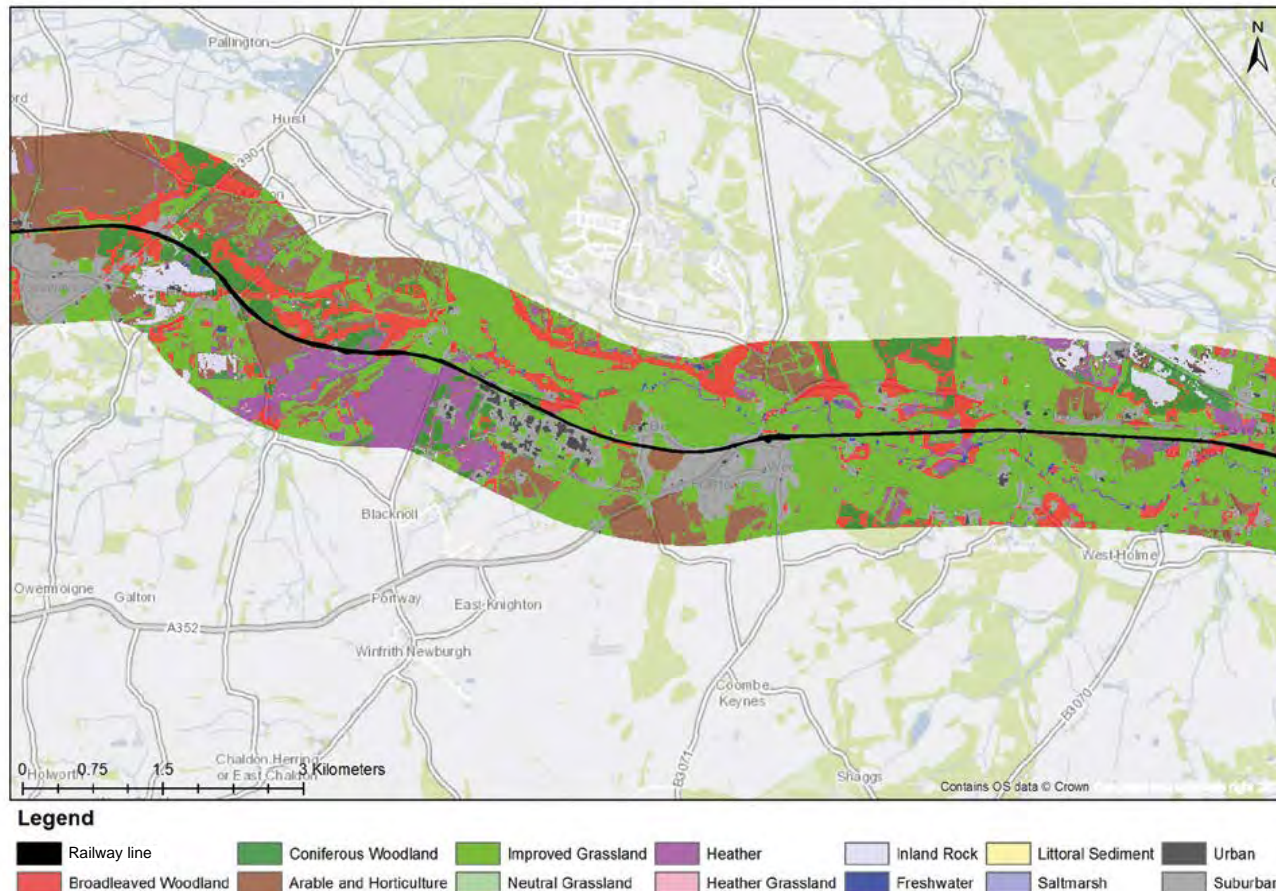 N
Pallington
Hurst
Blacknoll
Owermoigne
Galton
Portway
East Knighton
A352
Winfrith Newburgh
West-Holme
Coombe
Keynes
B3070
B3071
Chaldon Herring
or East Chaldon
Holworth
Shaggs
0 0.75 1.5 3 Kilometers
Contains OS data © Crown
Legend
Railway line Coniferous Woodland Improved Grassland Heather Inland Rock Littoral Sediment Urban
Broadleaved Woodland Arable and Horticulture Neutral Grassland Heather Grassland Freshwater Saltmarsh Suburban